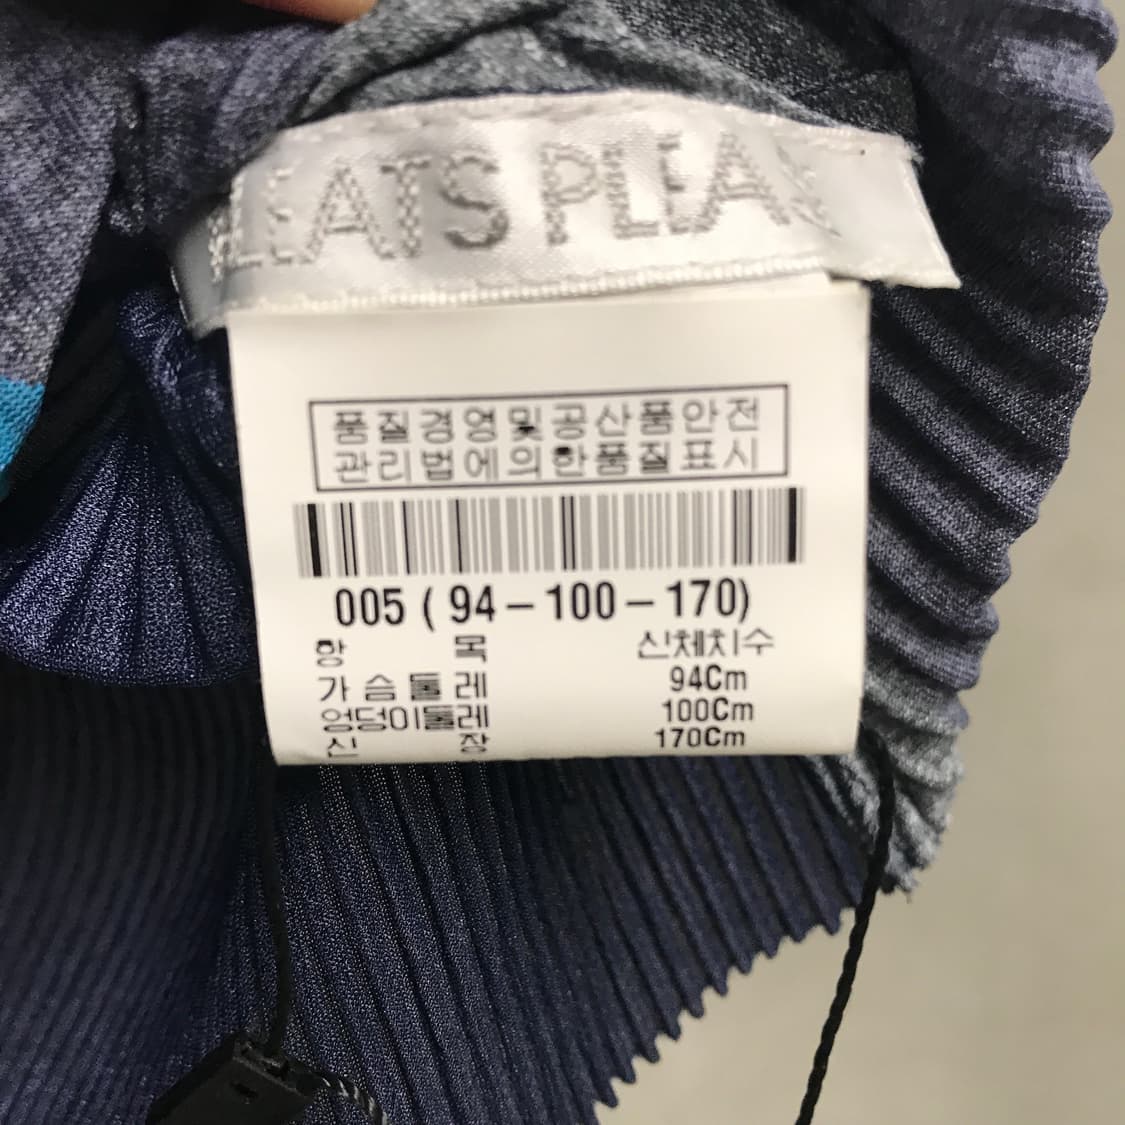 LEATS PLEAS
품질경영및공산품안전
관리법에의한품질표시
005 ( 94 – 100 – 170)
항 목 신체치수
가슴둘레 94Cm
엉덩이둘레 100Cm
신 장 170Cm